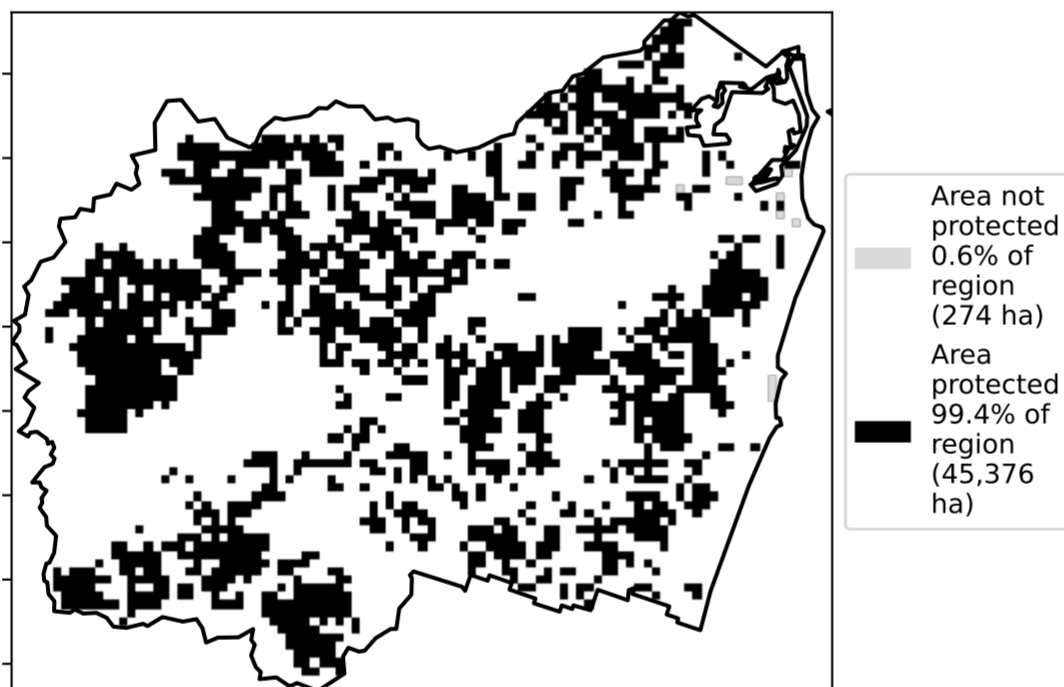 Area not
protected
0.6% of
region
(274 ha)
Area
protected
99.4% of
region
(45,376
ha)